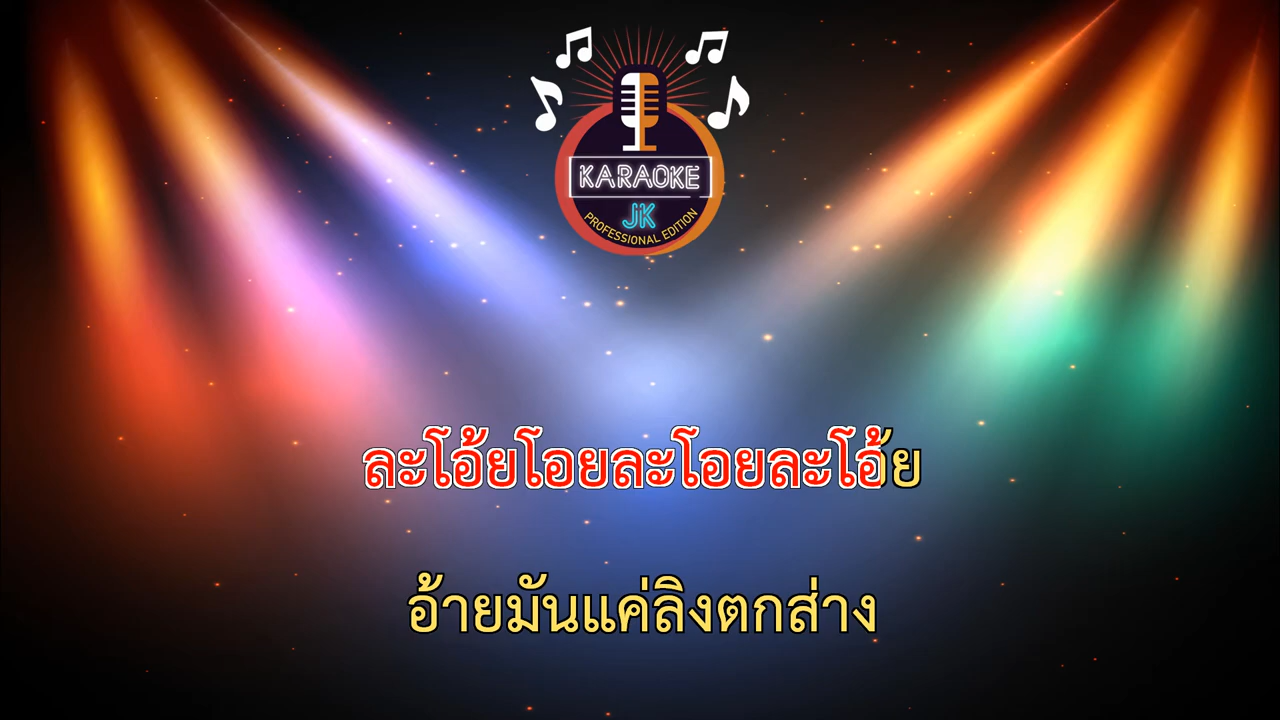 KARAOKE
JK
PROFESSIONAL EDITION
ละโอ้ยโอยละโอยละโอ้ย
อ้ายมันแค่ลิงตกส่าง